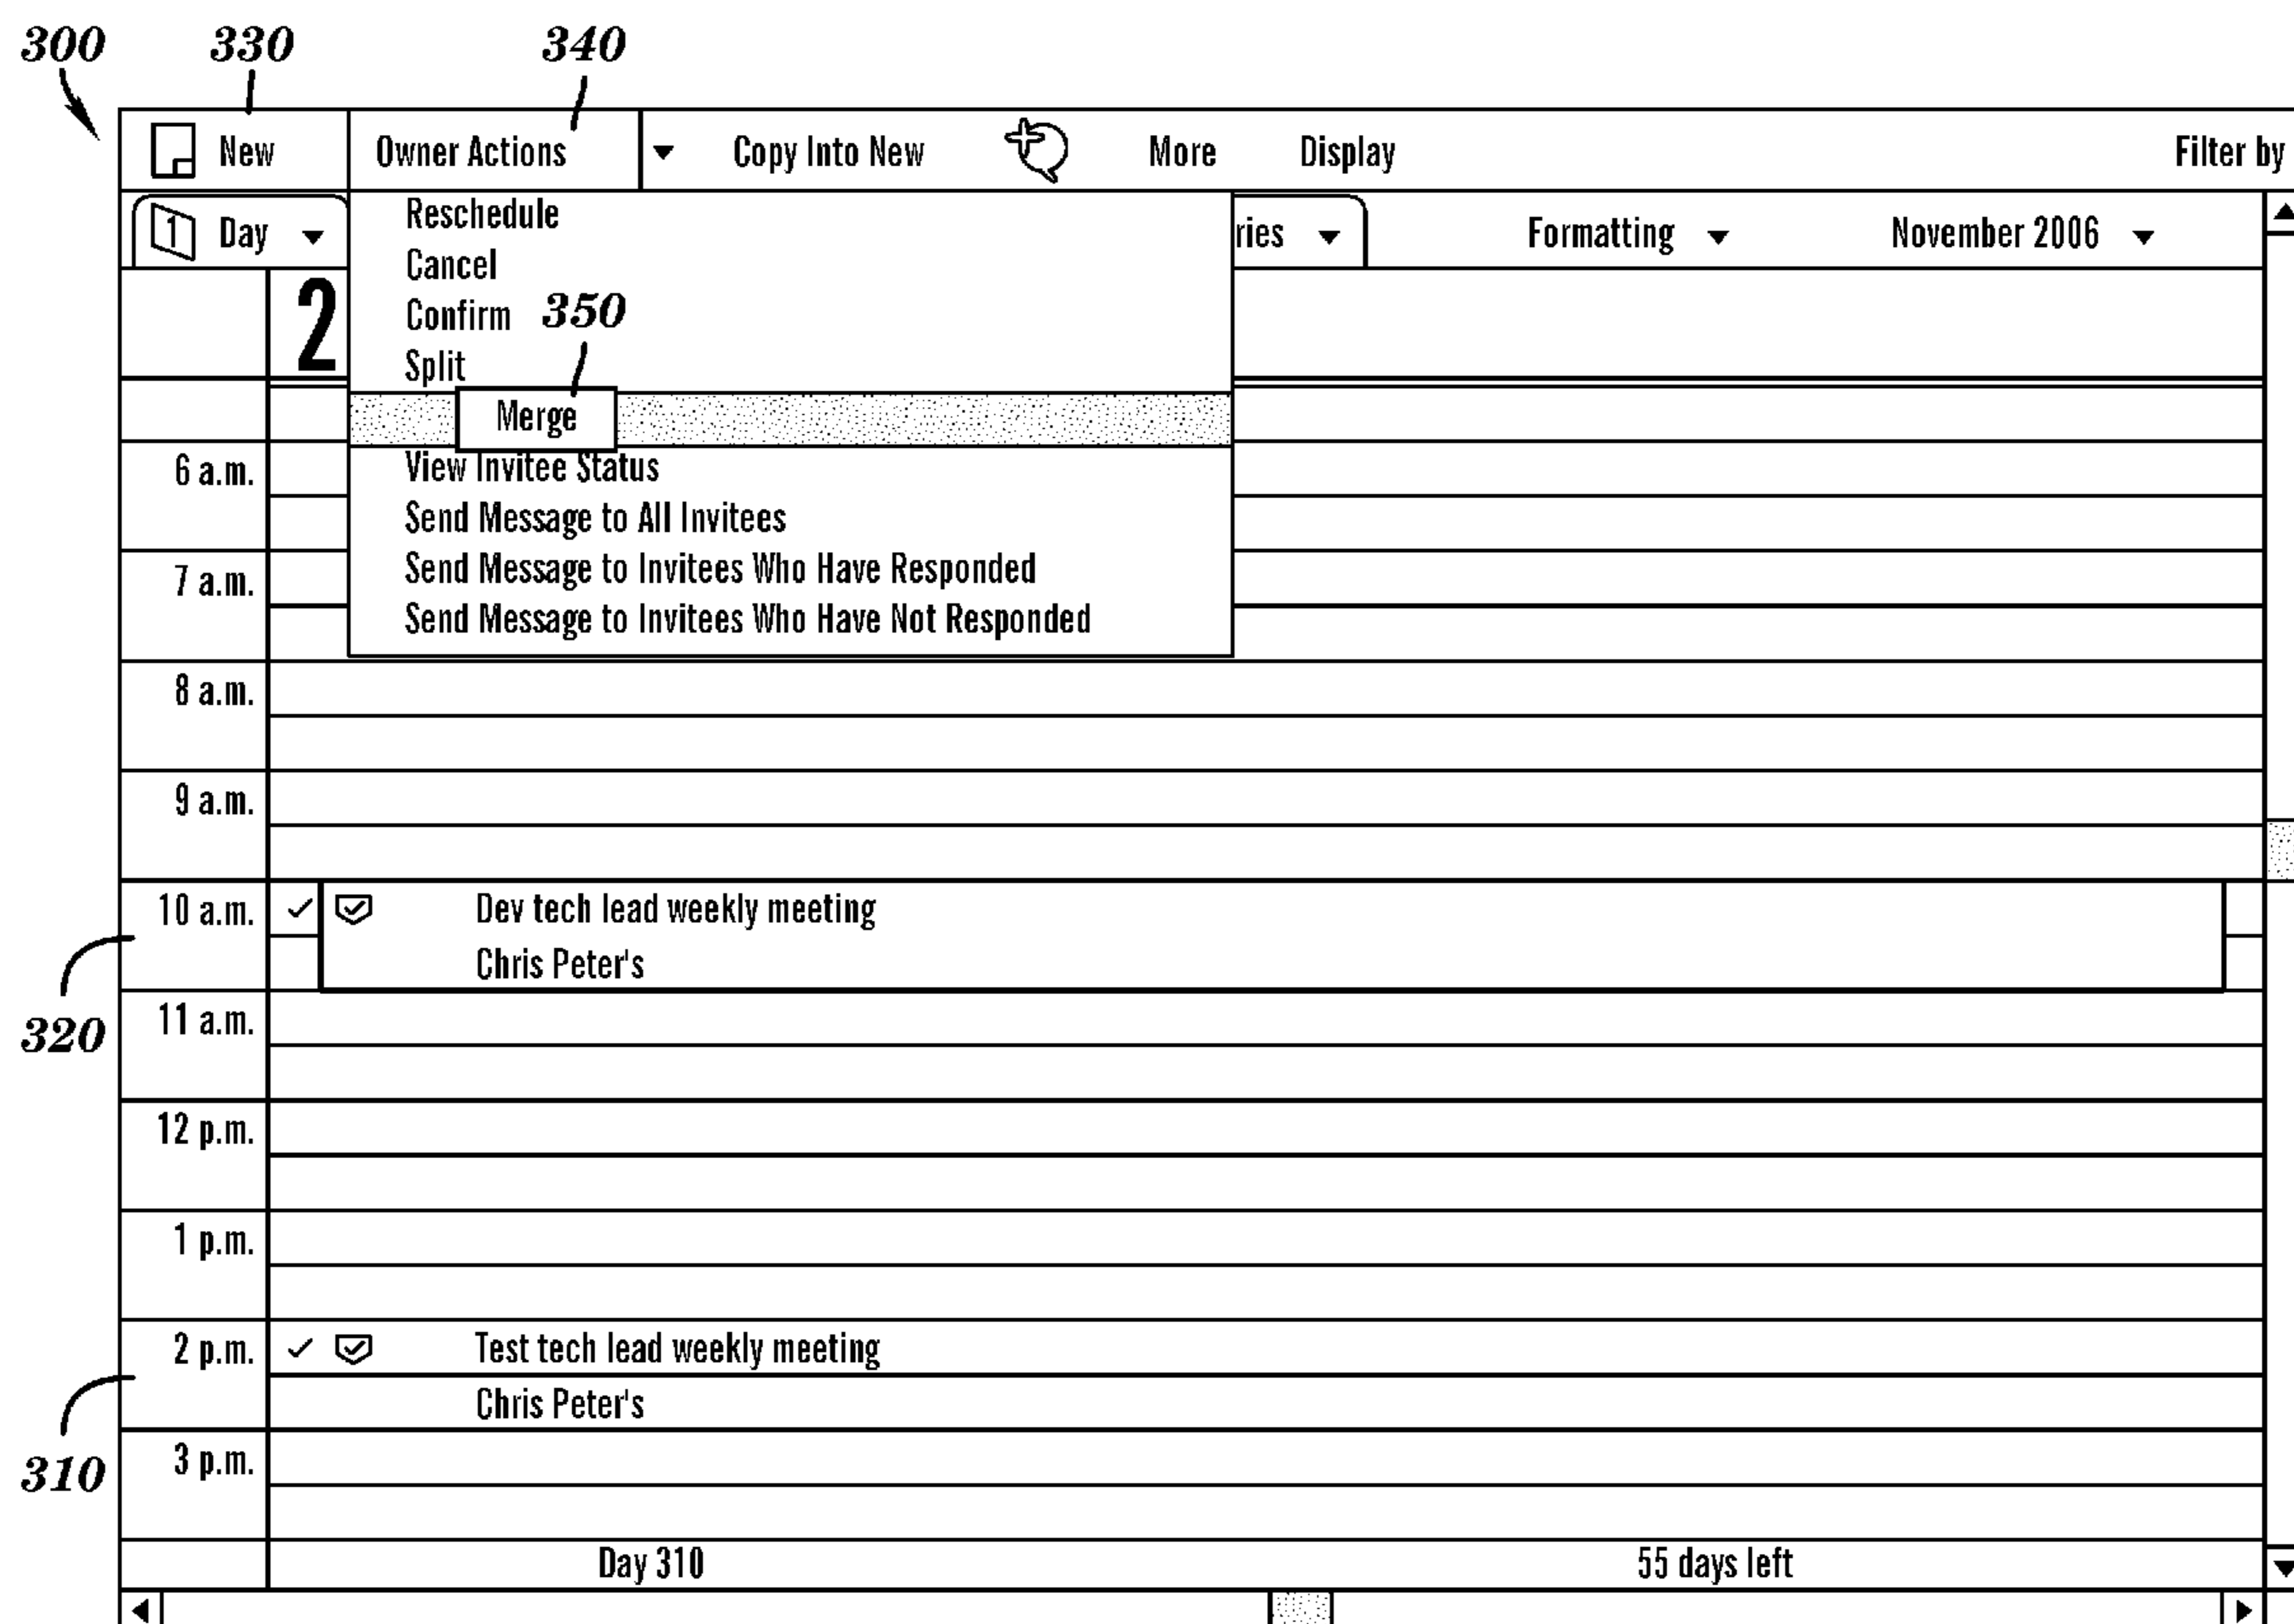 300 330 340
New Owner Actions Copy Into New More Display Filter by
1 Day ries Formatting November 2006
Reschedule
Cancel
2 Confirm 350
Split
Merge
6 a.m. View Invitee Status
Send Message to All Invitees
7 a.m. Send Message to Invitees Who Have Responded
Send Message to Invitees Who Have Not Responded
8 a.m.
9 a.m.
10 a.m. Dev tech lead weekly meeting
Chris Peter's
320 11 a.m.
12 p.m.
1 p.m.
2 p.m. Test tech lead weekly meeting
Chris Peter's
310 3 p.m.
Day 310 55 days left